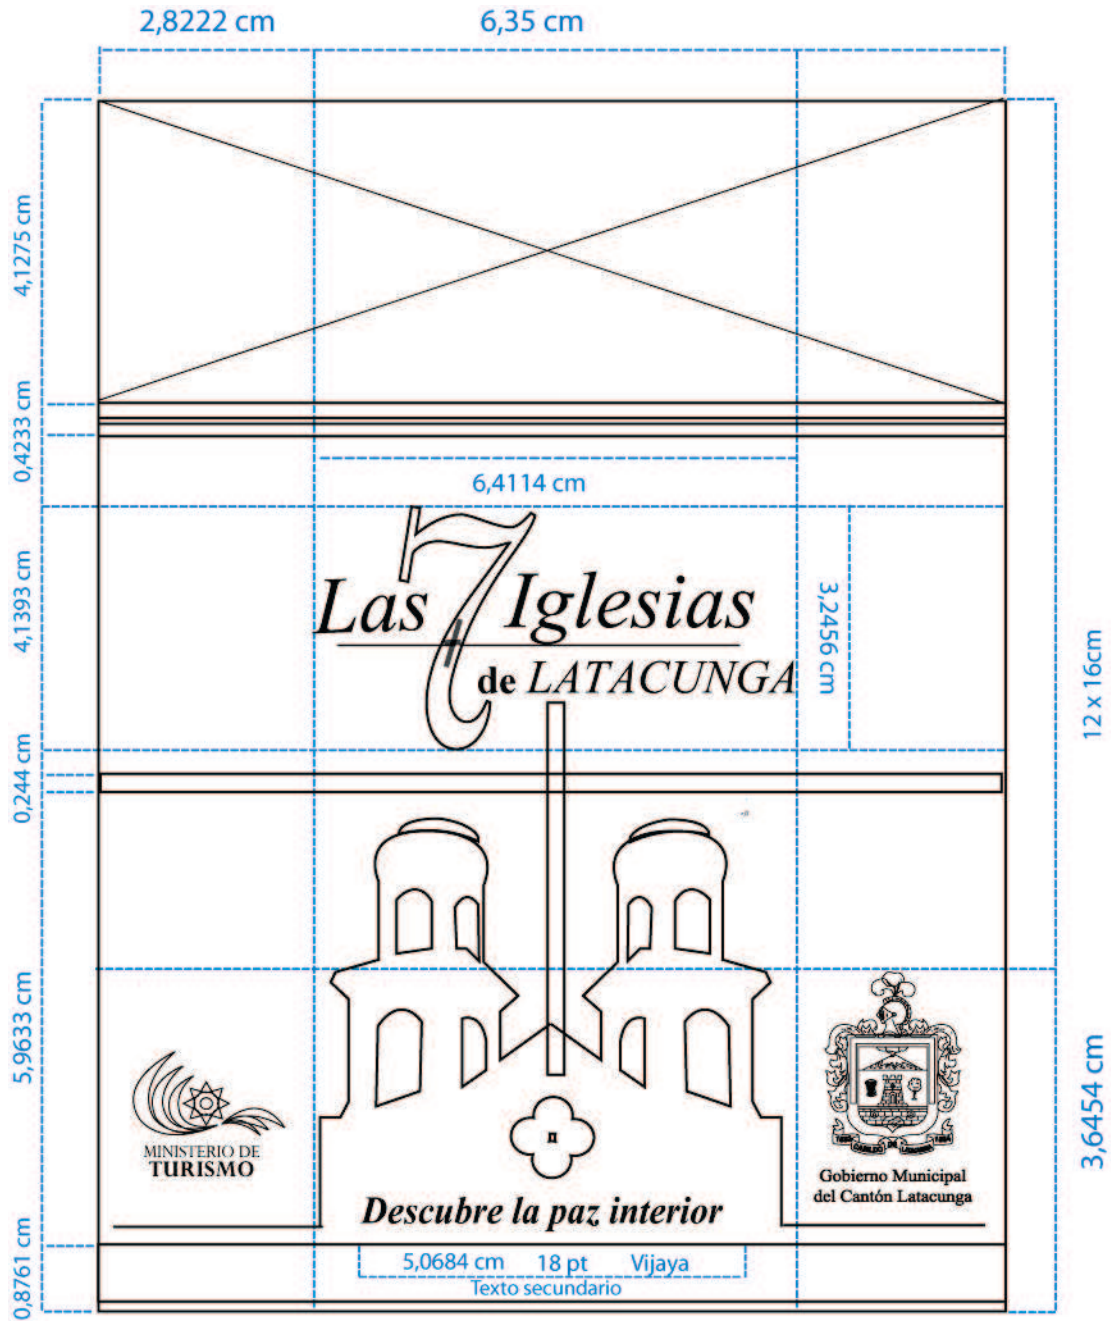 2,8222 cm
6,35 cm
4,1275 cm
0,4233 cm
6,4114 cm
Las 7 Iglesias
de LATACUNGA
4,1393 cm
3,2456 cm
12 x 16cm
0,244 cm
5,9633 cm
3,6454 cm
MINISTERIO DE
TURISMO
Gobierno Municipal
del Cantón Latacunga
Descubre la paz interior
0,8761 cm
5,0684 cm 18 pt Vijaya
Texto secundario